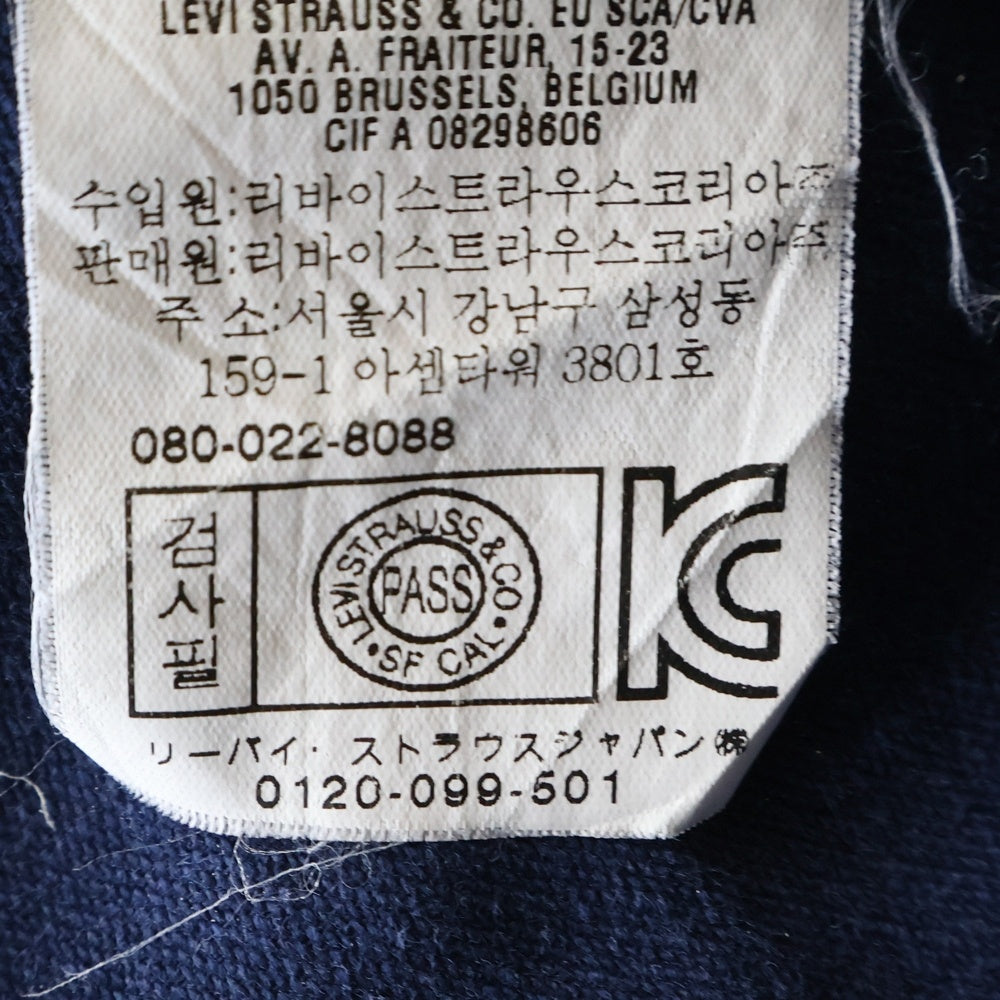 LEVI STRAUSS & CO. EU SCA/CVA
AV. A. FRAITEUR, 15-23
1050 BRUSSELS, BELGIUM
CIF A 08298606
수입원:리바이스트라우스코리아㈜
판매원:리바이스트라우스코리아㈜
주 소:서울시 강남구 삼성동
159-1 아셈타워 3801호
080-022-8088
검사필
LEVI STRAUSS & CO
PASS
• SF CAL •
KC
リーバイ・ストラウスジャパン㈱
0120-099-501